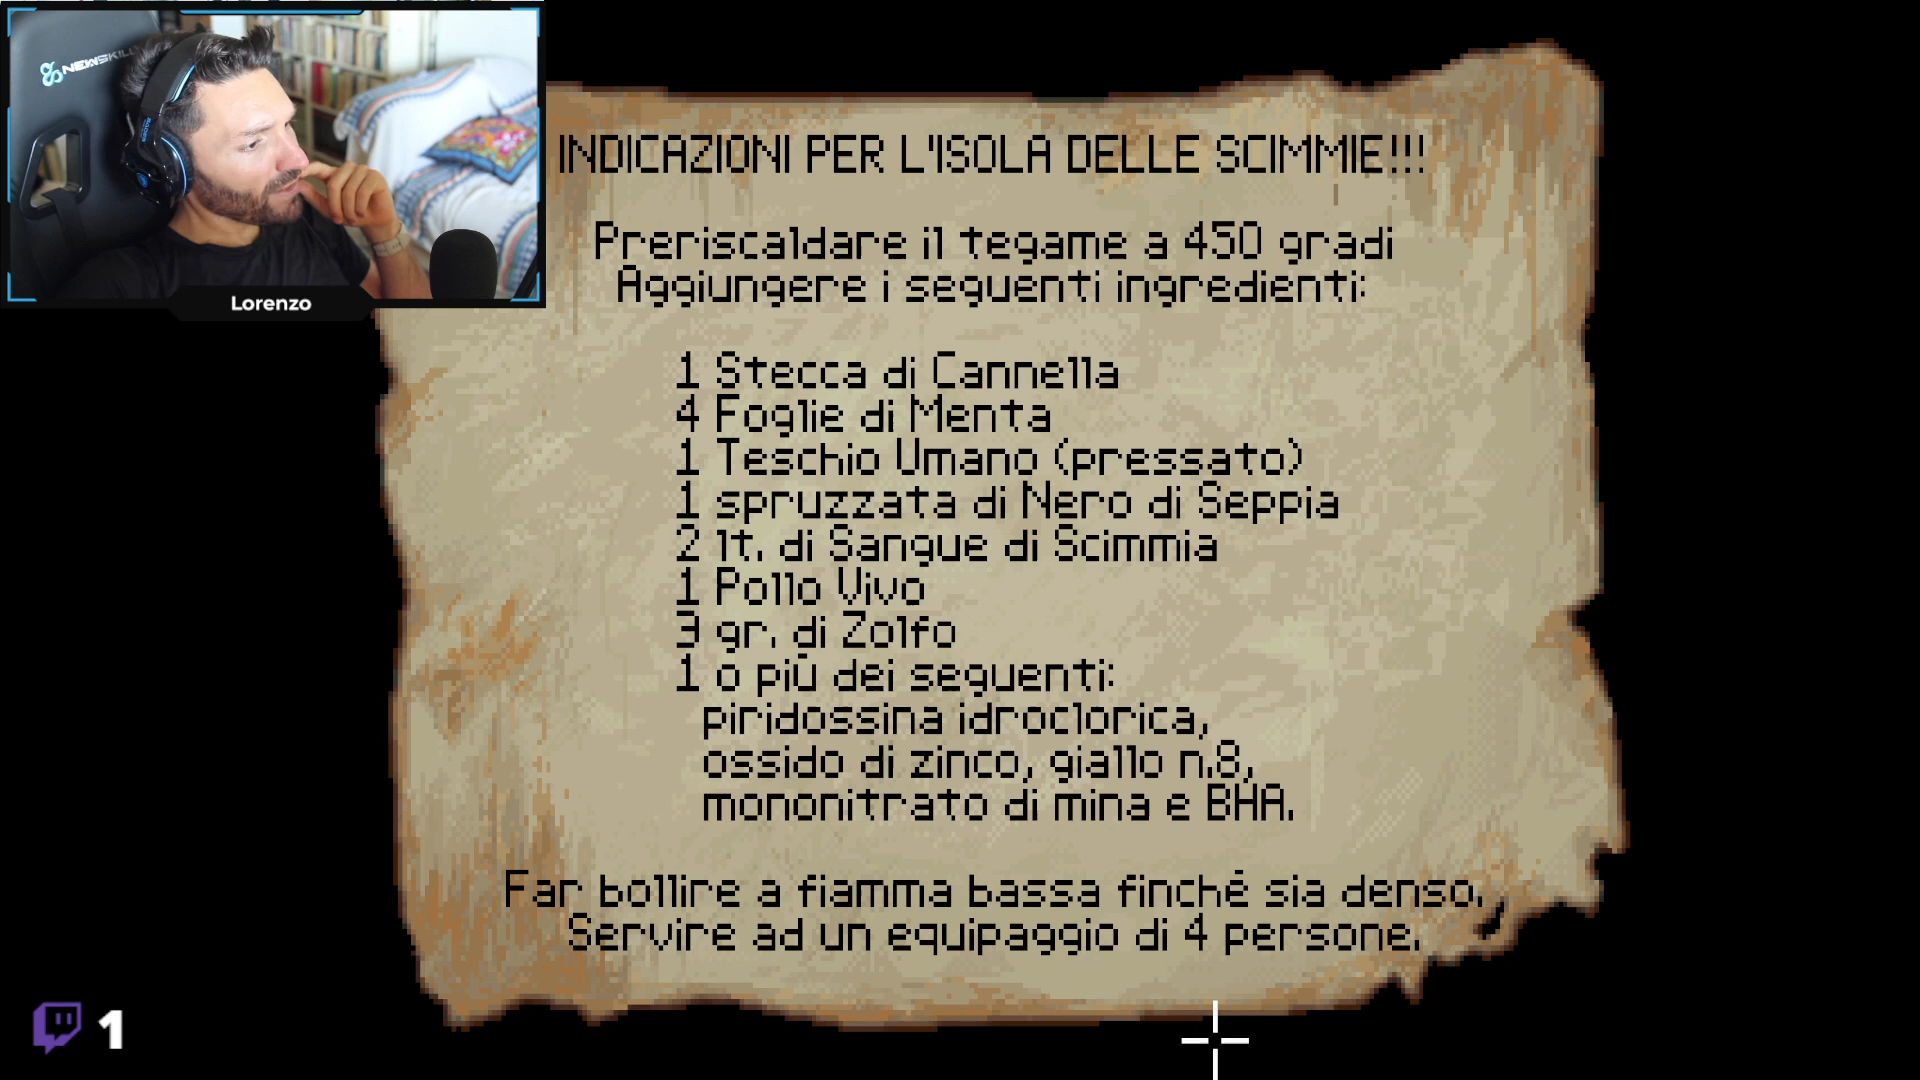 NEWSKILL
Lorenzo
INDICAZIONI PER L'ISOLA DELLE SCIMMIE!!!
Preriscaldare il tegame a 450 gradi
Aggiungere i seguenti ingredienti:
1 Stecca di Cannella
4 Foglie di Menta
1 Teschio Umano (pressato)
1 spruzzata di Nero di Seppia
2 lt. di Sangue di Scimmia
1 Pollo Vivo
3 gr. di Zolfo
1 o più dei seguenti:
piridossina idroclorica,
ossido di zinco, giallo n.8,
mononitrato di mina e BHA.
Far bollire a fiamma bassa finché sia denso.
Servire ad un equipaggio di 4 persone.
1